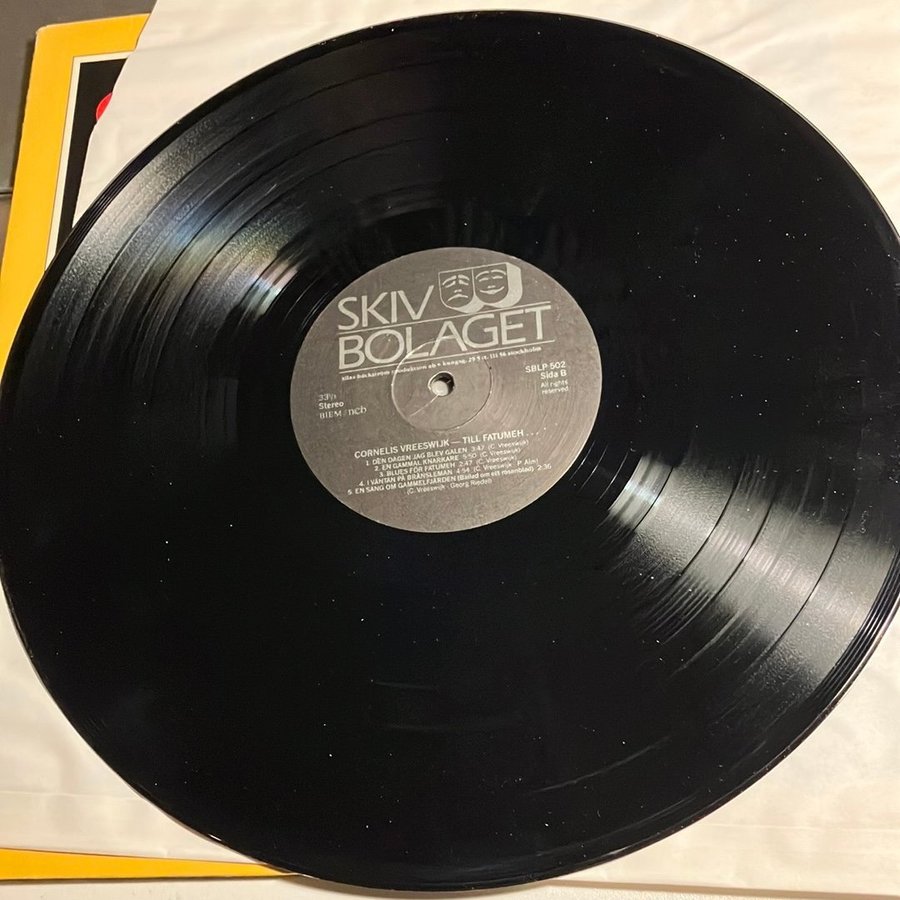 SKIV
BOLAGET
33⅓
Stereo
BIEM / ncb
SBLP 502
Sida B
All rights
reserved
CORNELIS VREESWIJK — TILL FATUMEH . . .
1. DEN DAGEN JAG BLEV GALEN 3:47 (C. Vreeswijk)
2. EN GAMMAL KNARKARE 5:50 (C. Vreeswijk)
3. BLUES FÖR FATUMEH 2:47 (C. Vreeswijk)
4. I VÄNTAN PÅ BRÄNSLEMAN 4:54 (C. Vreeswijk P Alm)
5. EN SÅNG OM GAMMELFJÄRDEN (Ballad om ett rosenblad) 2:36
(C. Vreeswijk - Georg Riedel)